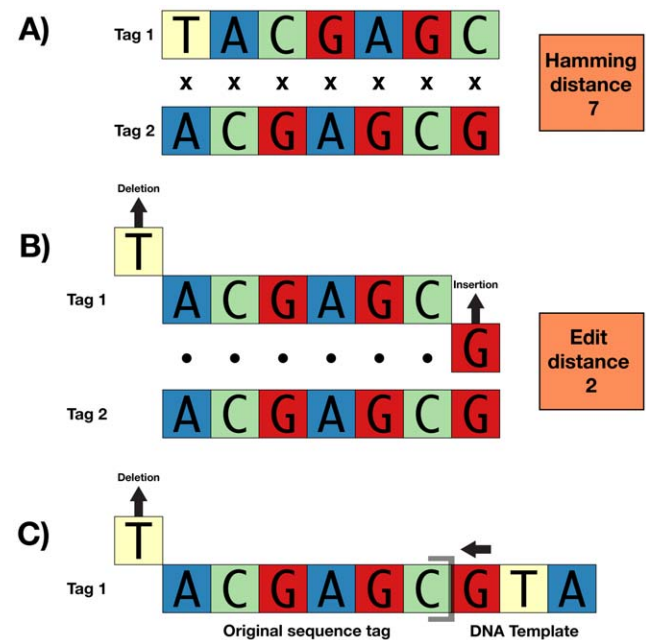 A)
Tag 1 T A C G A G C
x x x x x x x
Tag 2 A C G A G C G
Hamming
distance
7
B)
Deletion
T
Tag 1 A C G A G C
Insertion
G
Tag 2 A C G A G C G
Edit
distance
2
C)
Deletion
T
Tag 1 A C G A G C G T A
Original sequence tag
DNA Template